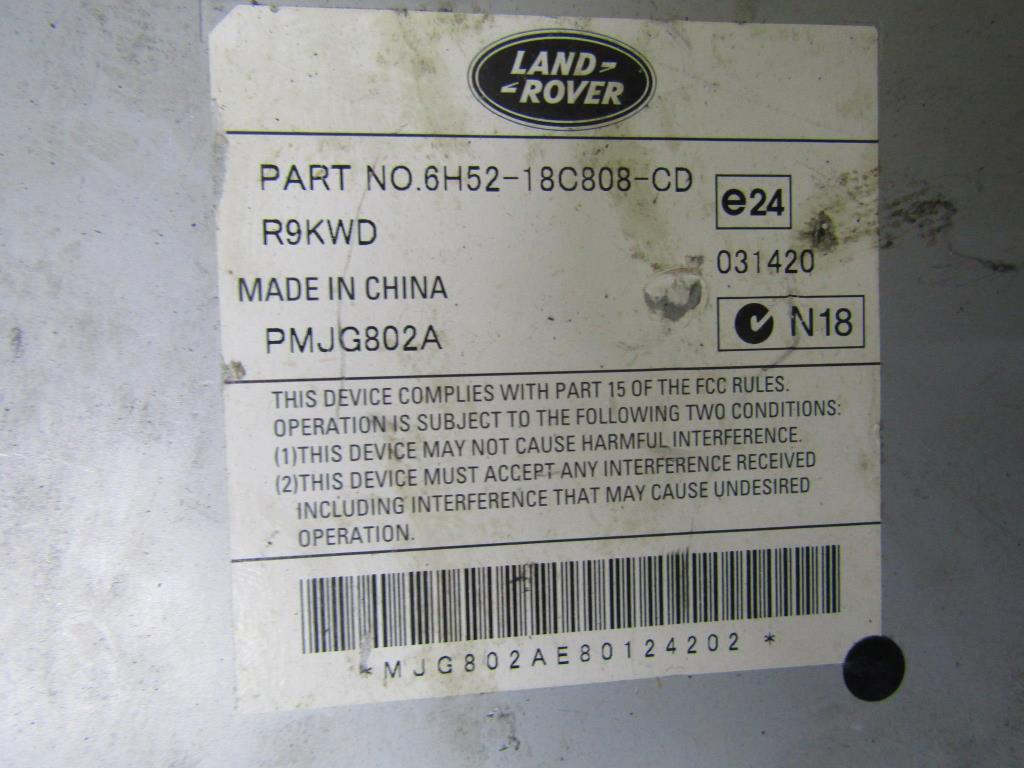 LAND-
-ROVER
PART NO.6H52-18C808-CD
e24
R9KWD
031420
MADE IN CHINA
N18
PMJG802A
THIS DEVICE COMPLIES WITH PART 15 OF THE FCC RULES.
OPERATION IS SUBJECT TO THE FOLLOWING TWO CONDITIONS:
(1)THIS DEVICE MAY NOT CAUSE HARMFUL INTERFERENCE.
(2)THIS DEVICE MUST ACCEPT ANY INTERFERENCE RECEIVED
INCLUDING INTERFERENCE THAT MAY CAUSE UNDESIRED
OPERATION.
*MJG802AE80124202*